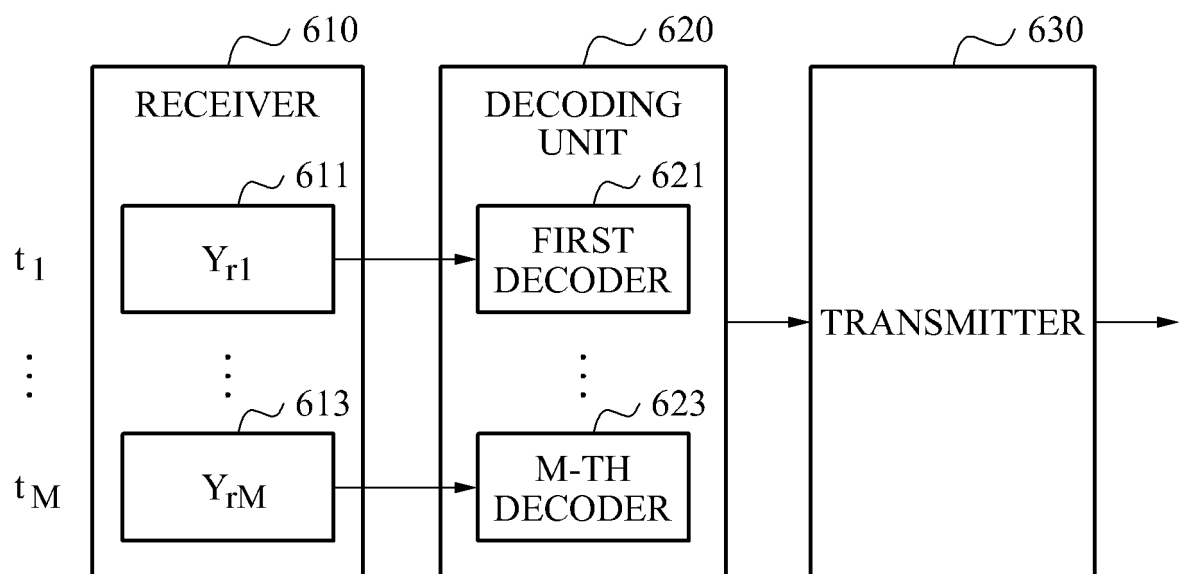 610
620
630
RECEIVER
DECODING
UNIT
611
621
t1
Yr1
FIRST
DECODER
TRANSMITTER
613
623
tM
YrM
M-TH
DECODER